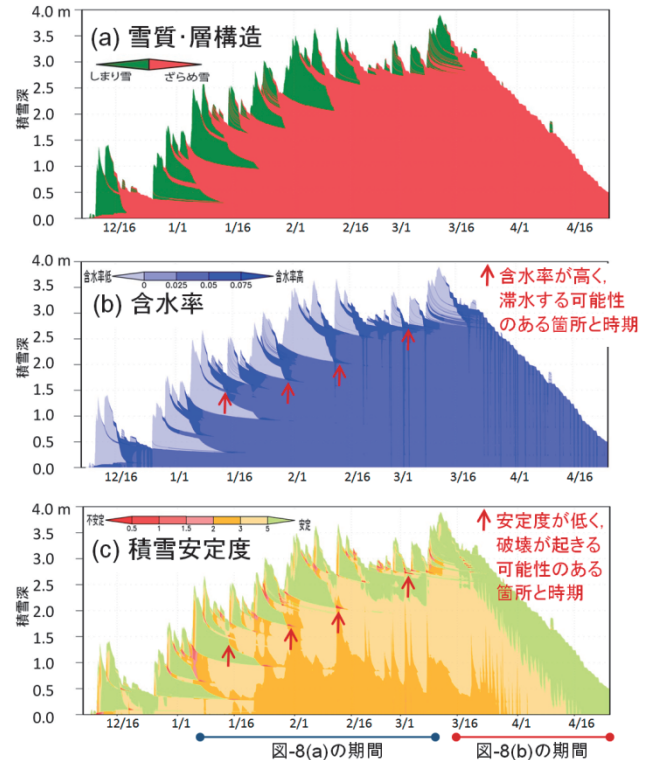 4.0 m
3.5
3.0
2.5
2.0
1.5
1.0
0.5
0.0
積雪深
(a) 雪質・層構造
しまり雪 ざらめ雪
12/16 1/1 1/16 2/1 2/16 3/1 3/16 4/1 4/16
4.0 m
3.5
3.0
2.5
2.0
1.5
1.0
0.5
0.0
積雪深
含水率低 0 0.025 0.05 0.075 含水率高
(b) 含水率
↑含水率が高く,
滞水する可能性
のある箇所と時期
12/16 1/1 1/16 2/1 2/16 3/1 3/16 4/1 4/16
4.0 m
3.5
3.0
2.5
2.0
1.5
1.0
0.5
0.0
積雪深
不安定 0.5 1 1.5 2 3 5 安定
(c) 積雪安定度
↑安定度が低く,
破壊が起きる
可能性のある
箇所と時期
12/16 1/1 1/16 2/1 2/16 3/1 3/16 4/1 4/16
図-8(a)の期間 図-8(b)の期間